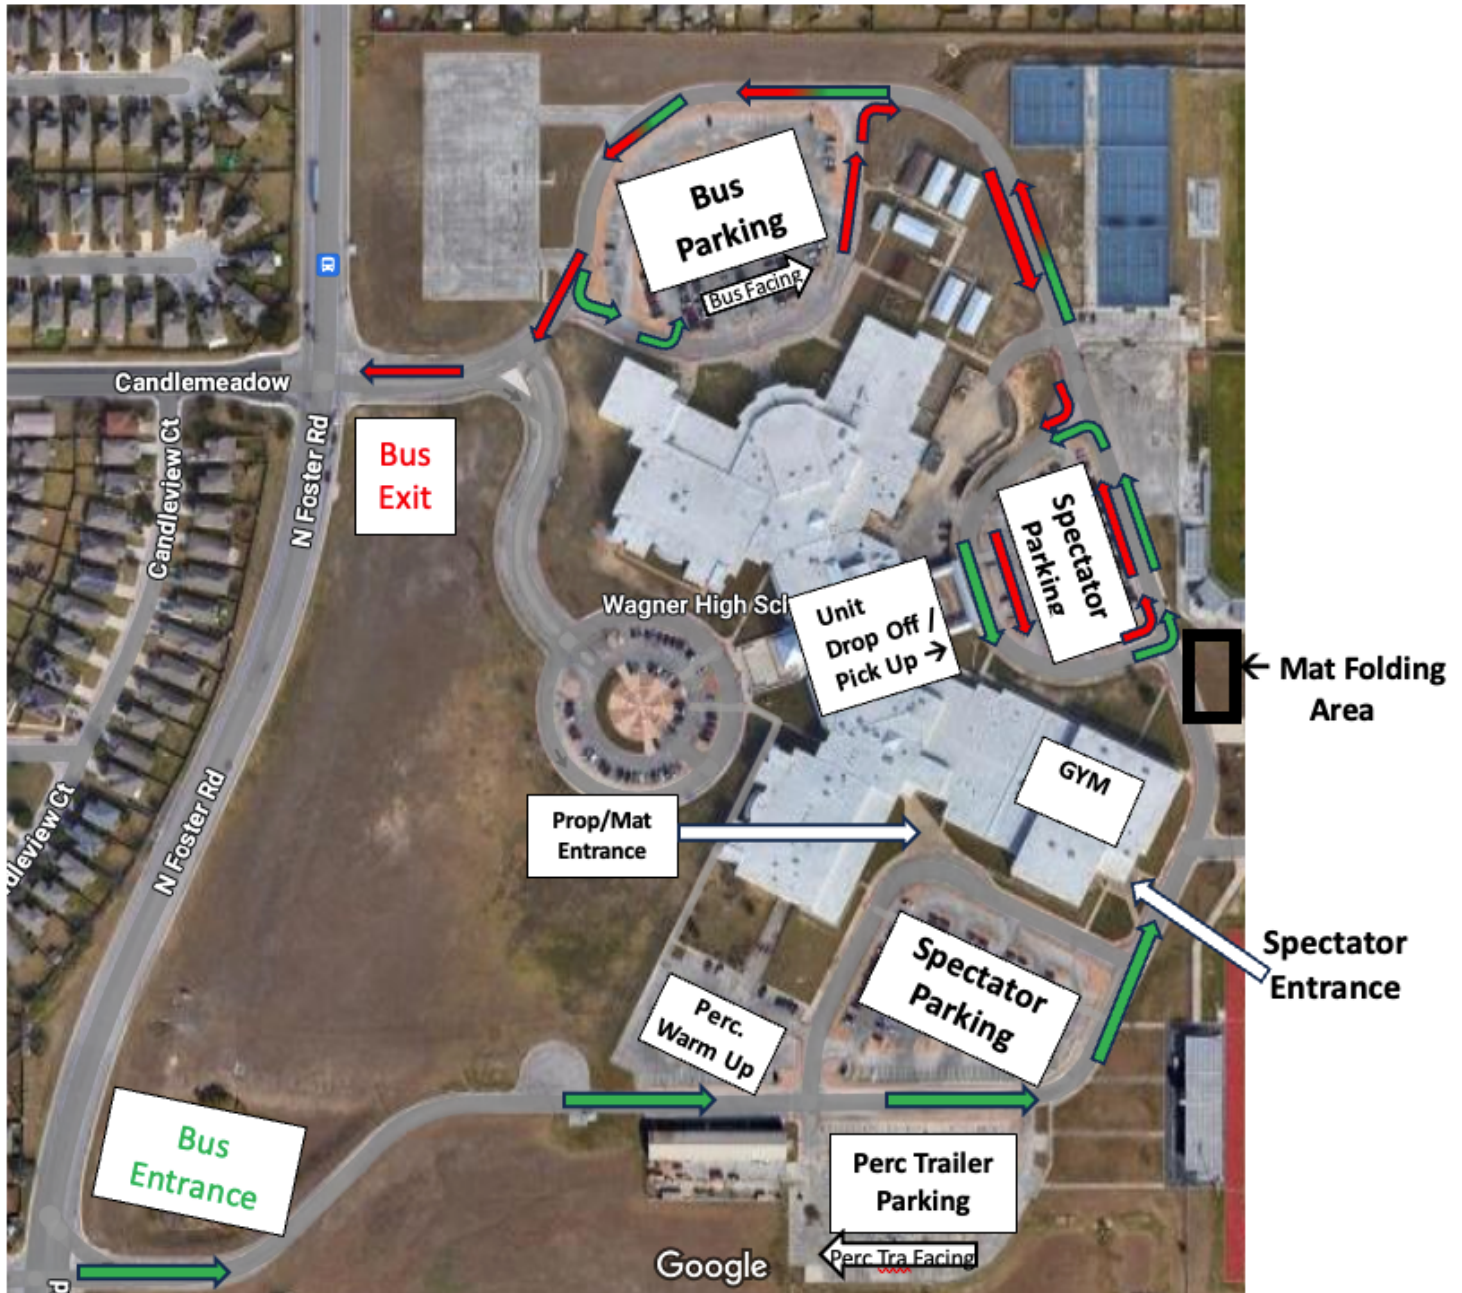 Bus
Parking
Bus Facing
Candlemeadow
Candleview Ct
N Foster Rd
Bus
Exit
Spectator
Parking
Wagner High Sch
Unit
Drop Off /
Pick Up →
← Mat Folding
Area
GYM
Prop/Mat
Entrance
N Foster Rd
dleview Ct
Spectator
Parking
Spectator
Entrance
Perc.
Warm Up
Bus
Entrance
Perc Trailer
Parking
Perc Tra Facing
Google